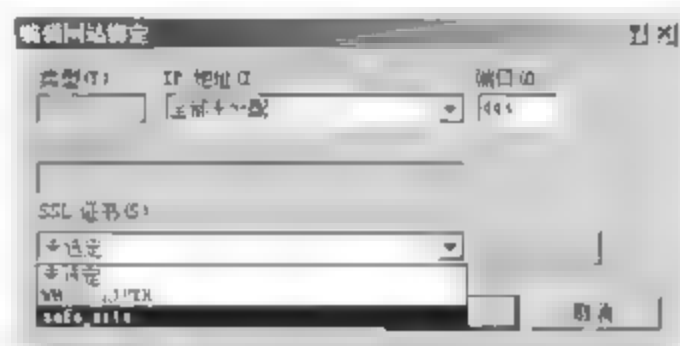 编辑网站绑定
类型(T) IP 地址(I 端口(O
全部未分配 443
SSL 证书(S)
未选定
未选定
safe_site
取消